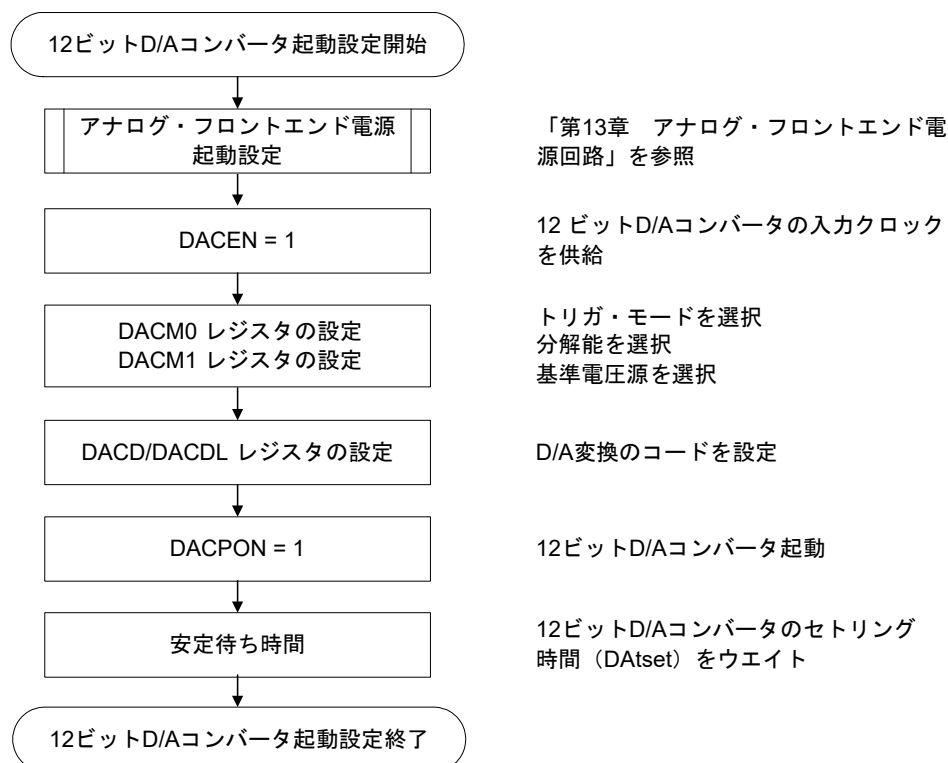 12ビットD/Aコンバータ起動設定開始
アナログ・フロントエンド電源
起動設定
「第13章　アナログ・フロントエンド電
源回路」を参照
DACEN = 1
12 ビットD/Aコンバータの入力クロック
を供給
DACM0 レジスタの設定
DACM1 レジスタの設定
トリガ・モードを選択
分解能を選択
基準電圧源を選択
DACD/DACDL レジスタの設定
D/A変換のコードを設定
DACPON = 1
12ビットD/Aコンバータ起動
安定待ち時間
12ビットD/Aコンバータのセトリング
時間（DAtset）をウエイト
12ビットD/Aコンバータ起動設定終了